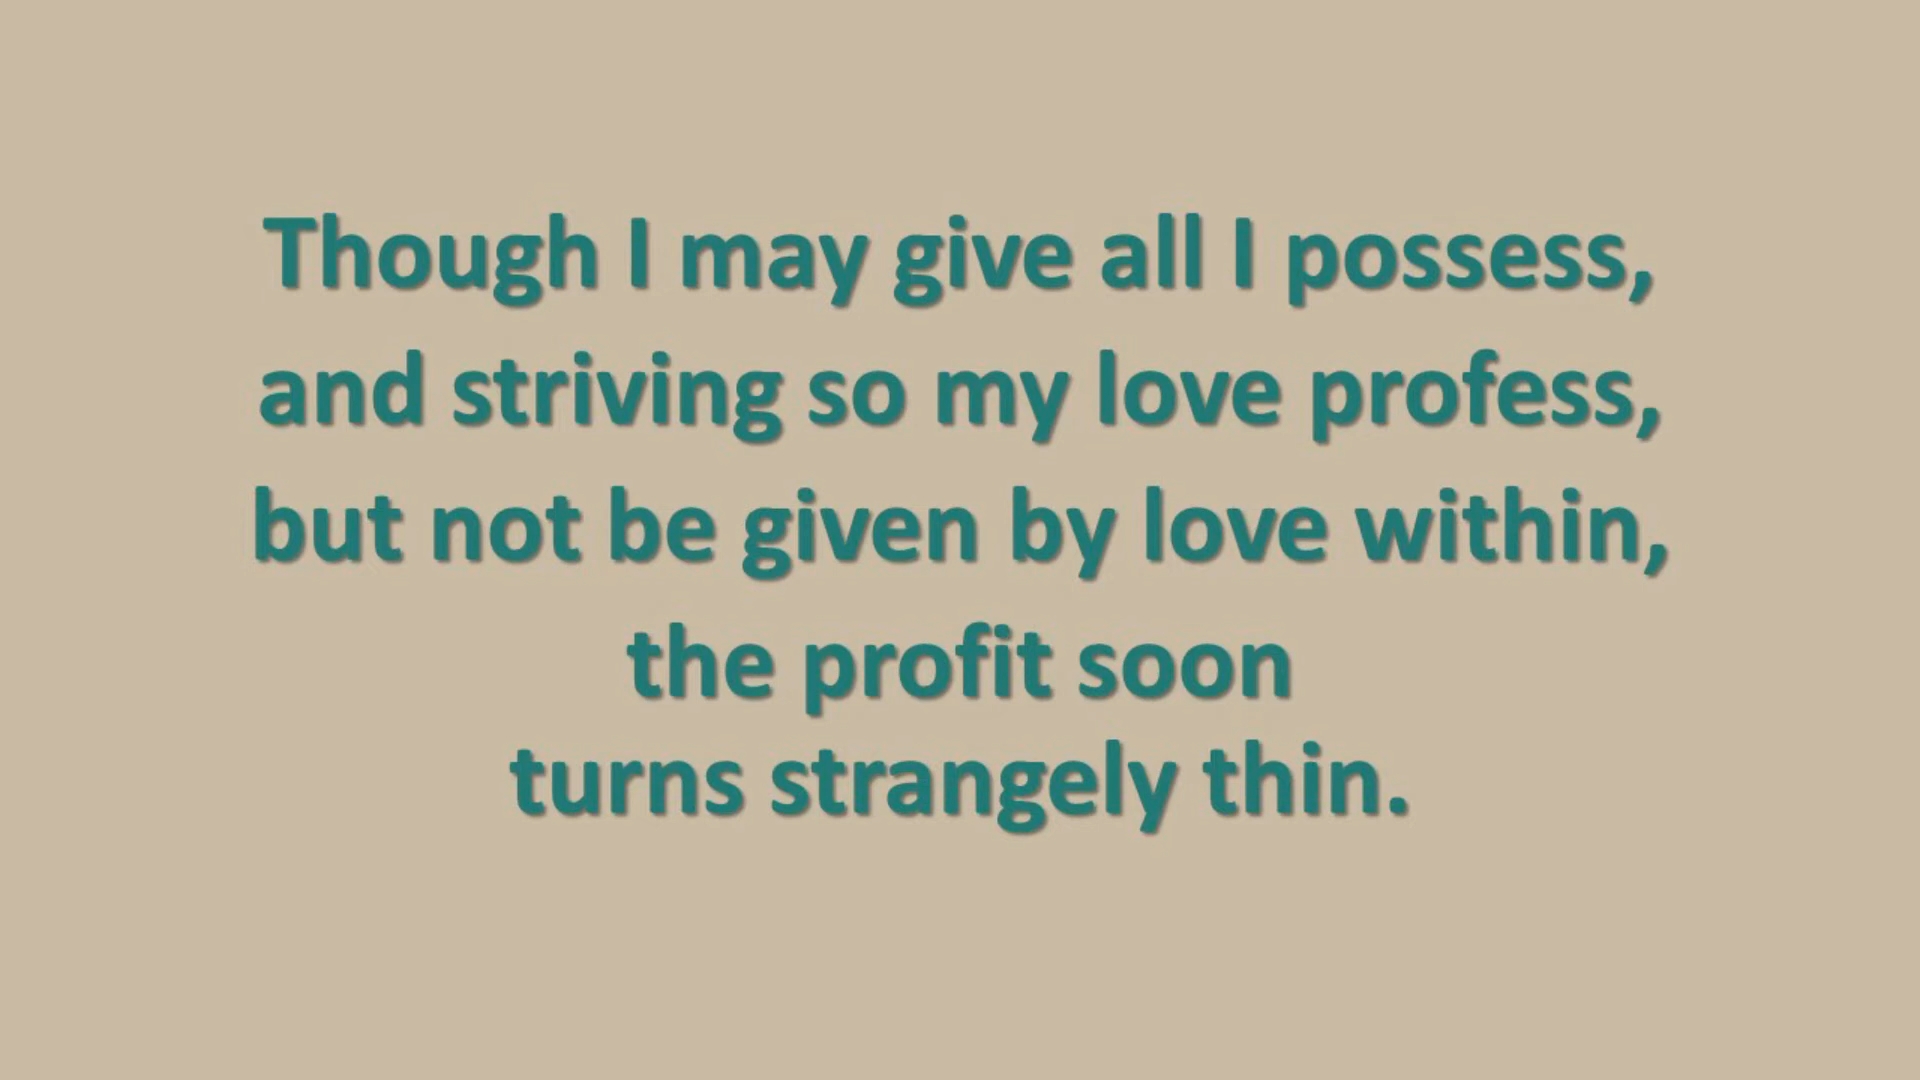 Though I may give all I possess,
and striving so my love profess,
but not be given by love within,
the profit soon
turns strangely thin.